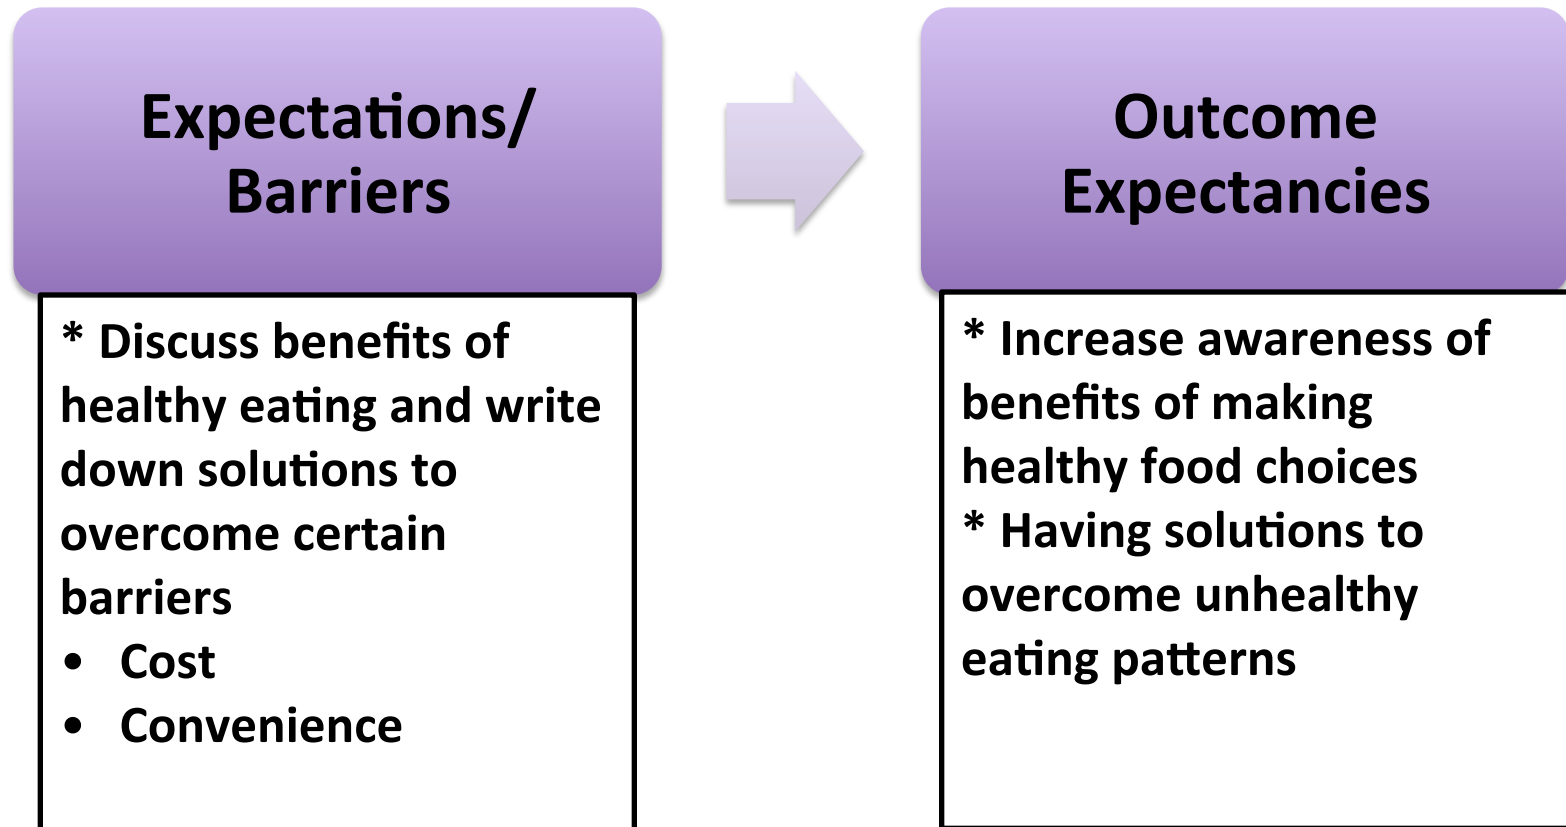 Expectations/
Barriers
* Discuss benefits of
healthy eating and write
down solutions to
overcome certain
barriers
• Cost
• Convenience
Outcome
Expectancies
* Increase awareness of
benefits of making
healthy food choices
* Having solutions to
overcome unhealthy
eating patterns